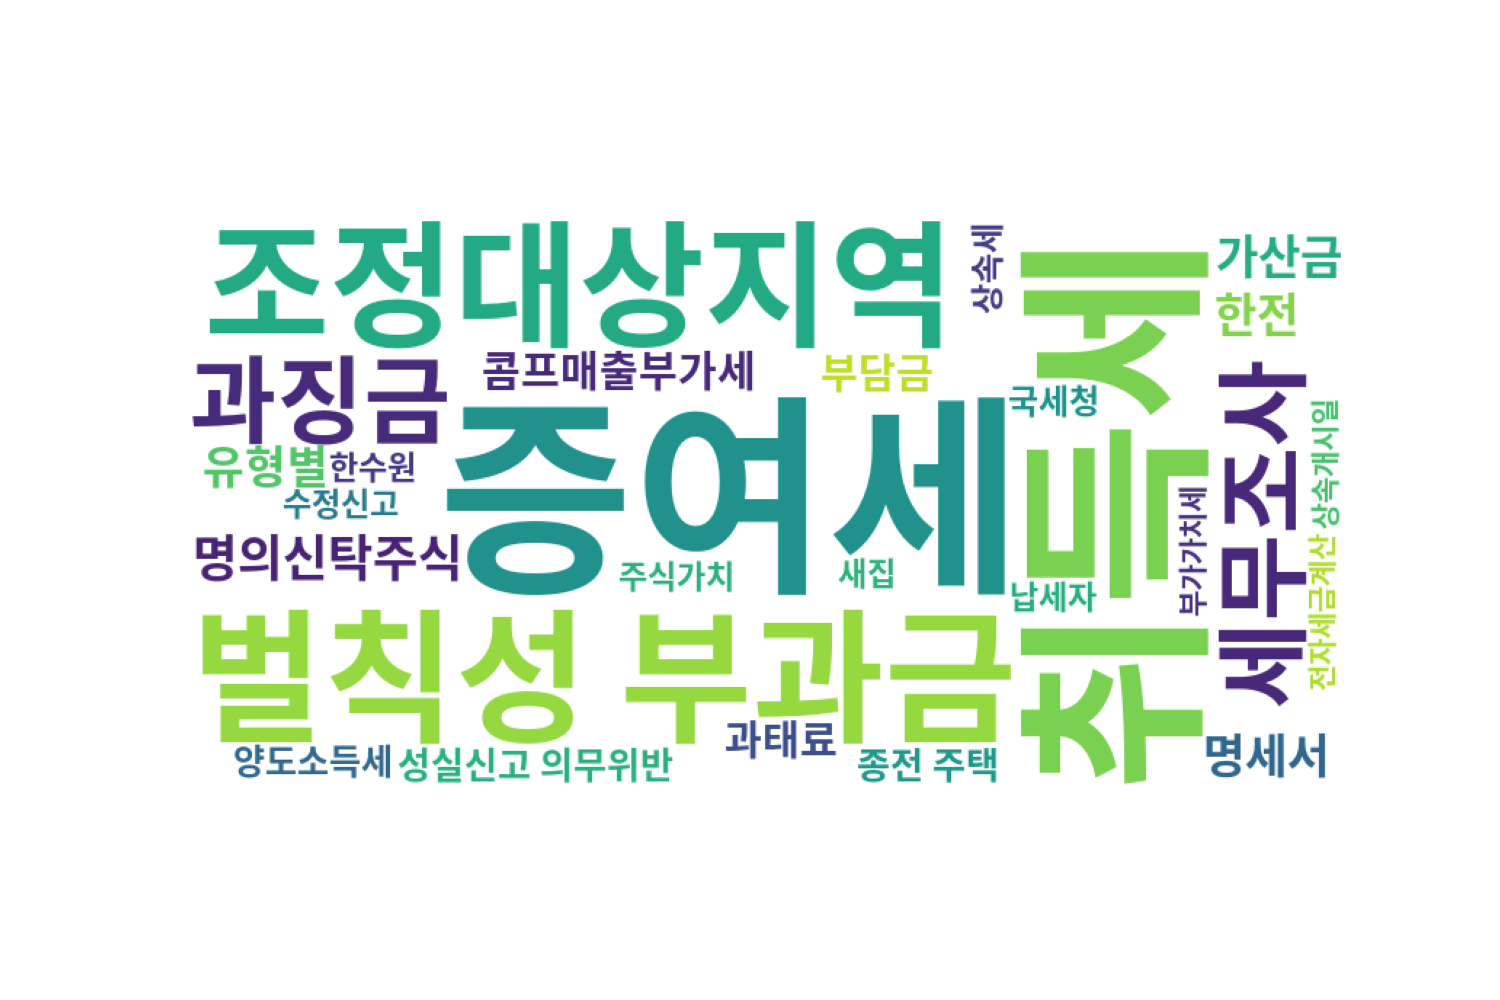 조정대상지역
상속세
가산금
한전
취득세
과징금
콤프매출부가세
부담금
국세청
세무조사
증여세
유형별
한수원
수정신고
상속개시일
명의신탁주식
주식가치
새집
납세자
부가가치세
전자세금계산
벌칙성 부과금
과태료
명세서
양도소득세
성실신고 의무위반
종전 주택